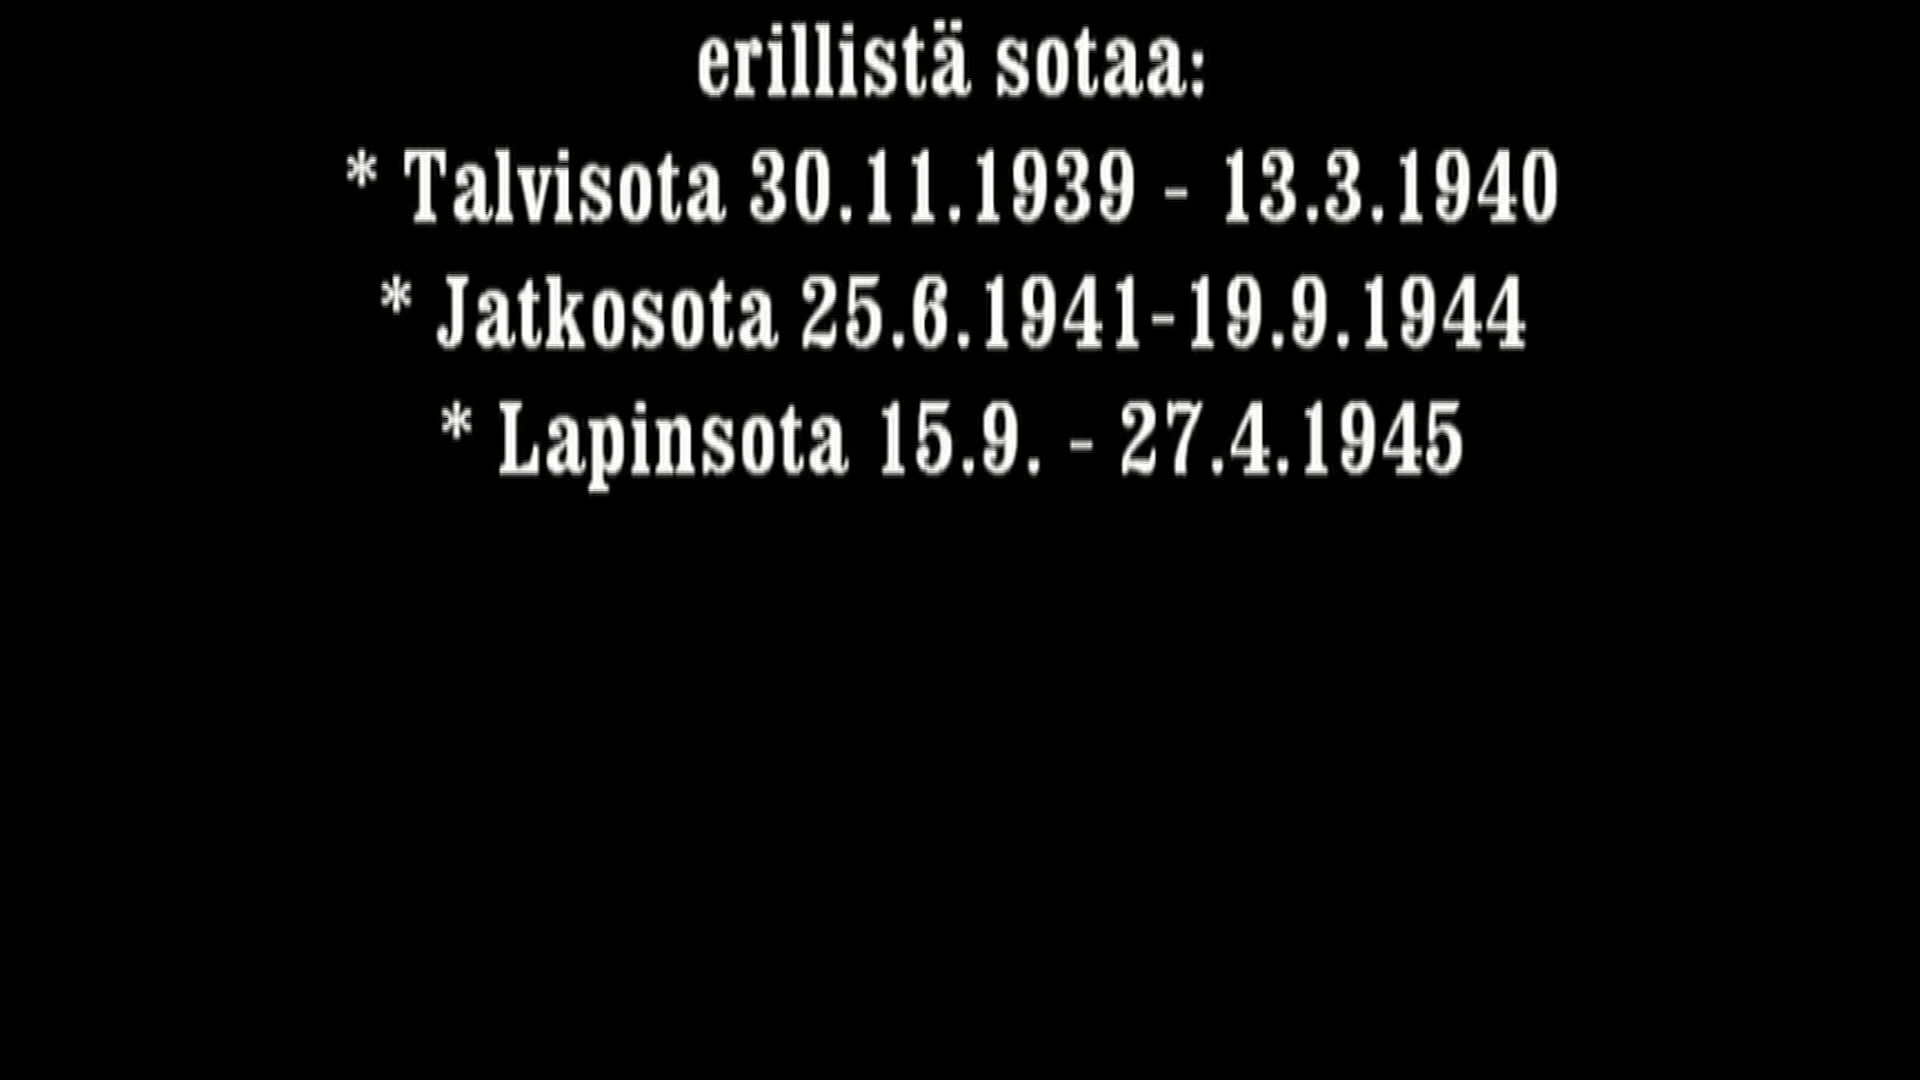 erillistä sotaa:
* Talvisota 30.11.1939 - 13.3.1940
* Jatkosota 25.6.1941-19.9.1944
* Lapinsota 15.9. - 27.4.1945